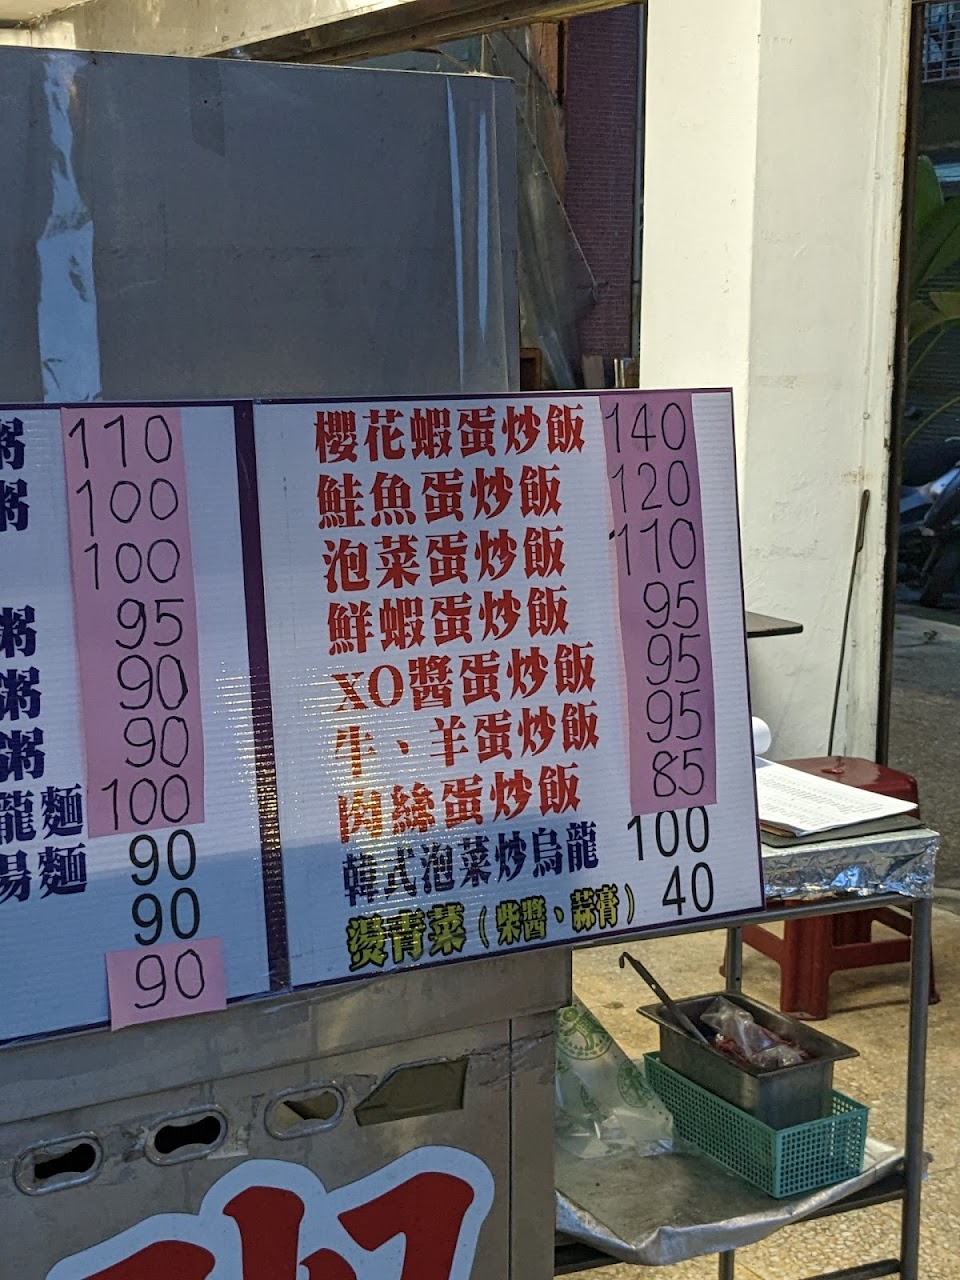 粥 110
粥 100
100
粥 95
粥 90
粥 90
龍麵 100
湯麵 90
90
90
櫻花蝦蛋炒飯 140
鮭魚蛋炒飯 120
泡菜蛋炒飯 110
鮮蝦蛋炒飯 95
XO醬蛋炒飯 95
牛、羊蛋炒飯 95
肉絲蛋炒飯 85
韓式泡菜炒烏龍 100
燙青菜（柴醬、蒜膏） 40